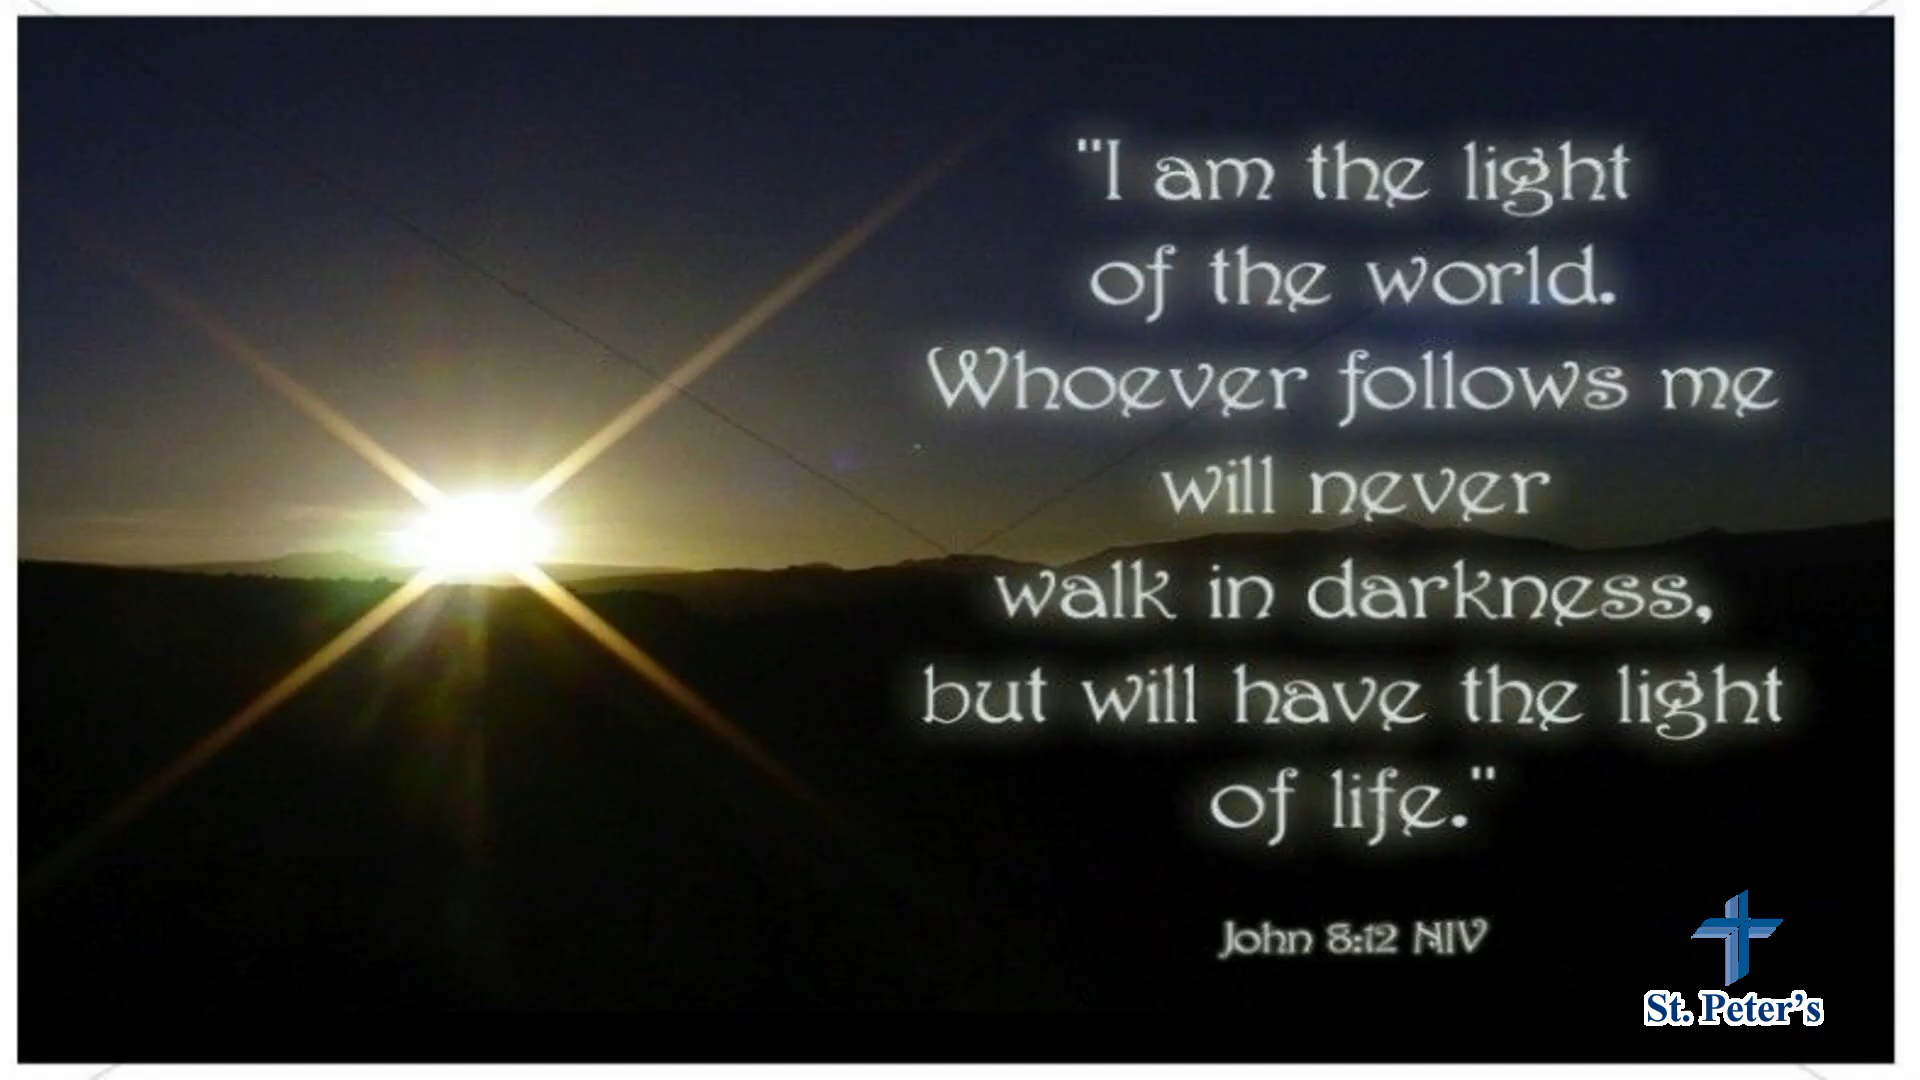 "I am the light
of the world.
Whoever follows me
will never
walk in darkness,
but will have the light
of life."
John 8:12 NIV
St. Peter's